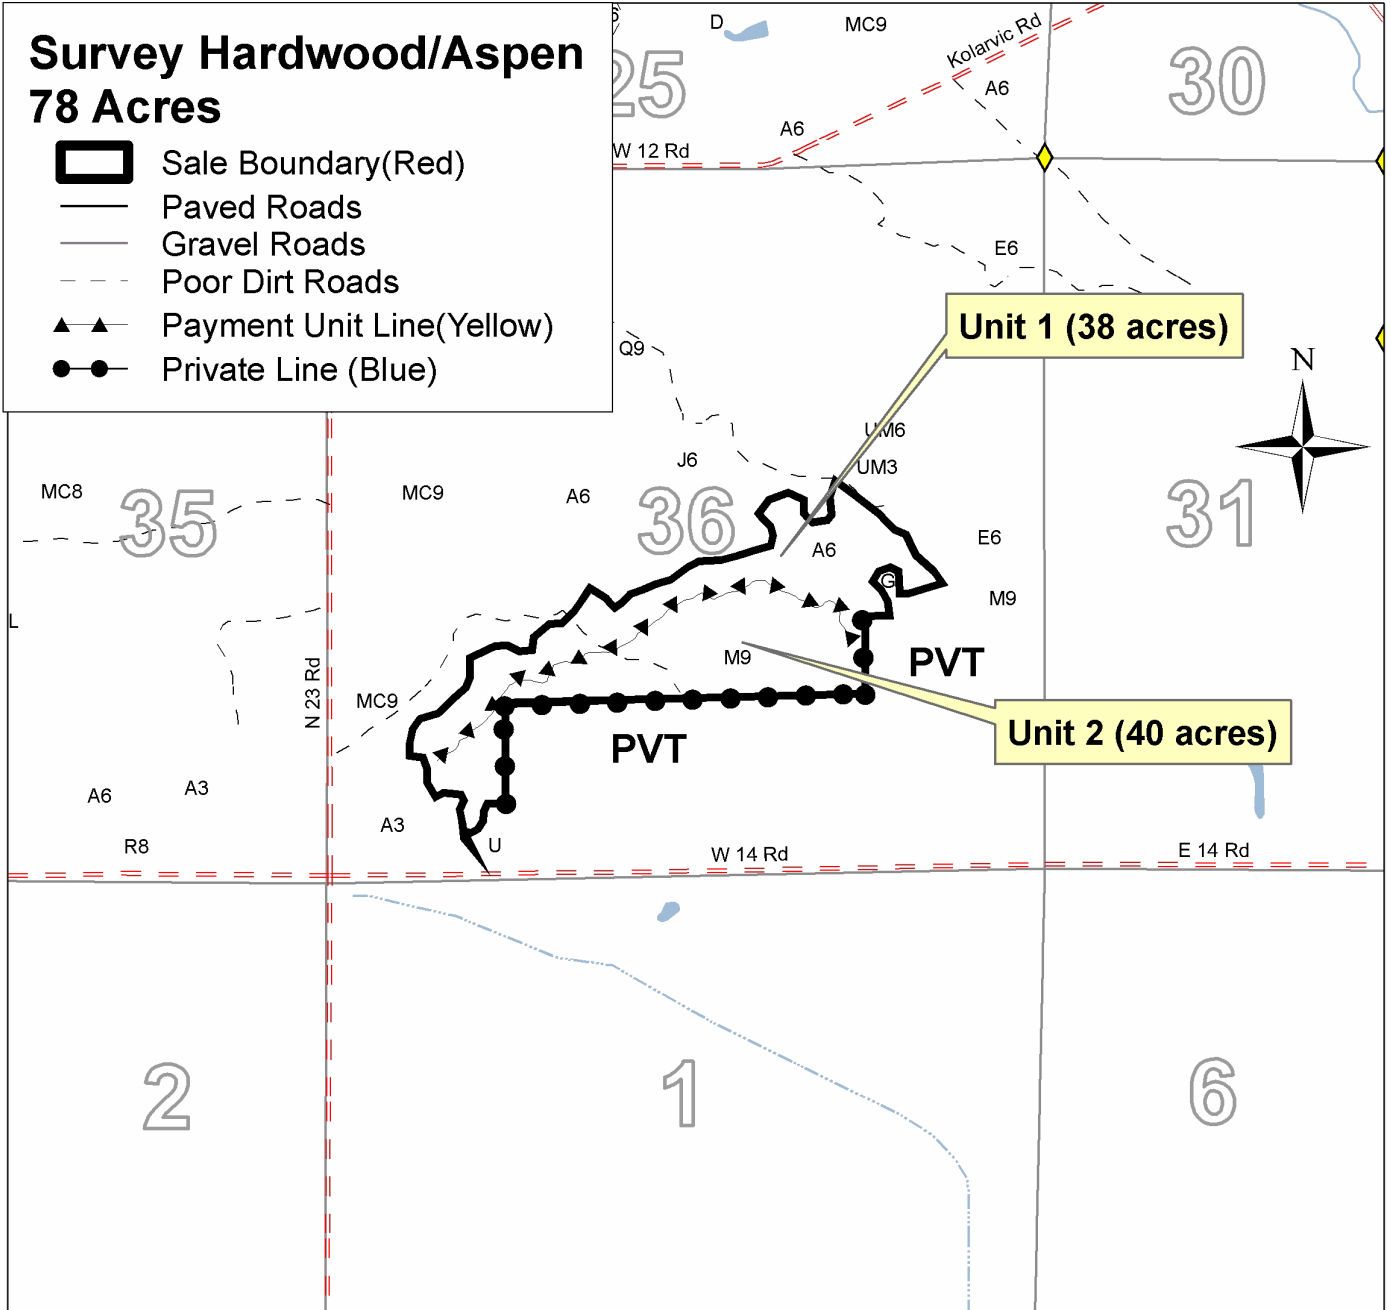 Survey Hardwood/Aspen
78 Acres
Sale Boundary(Red)
Paved Roads
Gravel Roads
Poor Dirt Roads
Payment Unit Line(Yellow)
Private Line (Blue)
D
MC9
Kolarvic Rd
25
30
A6
A6
W 12 Rd
E6
Unit 1 (38 acres)
Q9
N
UM6
J6
UM3
MC8
MC9
A6
35
36
31
A6
E6
G
M9
L
M9
PVT
N 23 Rd
MC9
Unit 2 (40 acres)
PVT
A6
A3
A3
R8
U
W 14 Rd
E 14 Rd
2
1
6